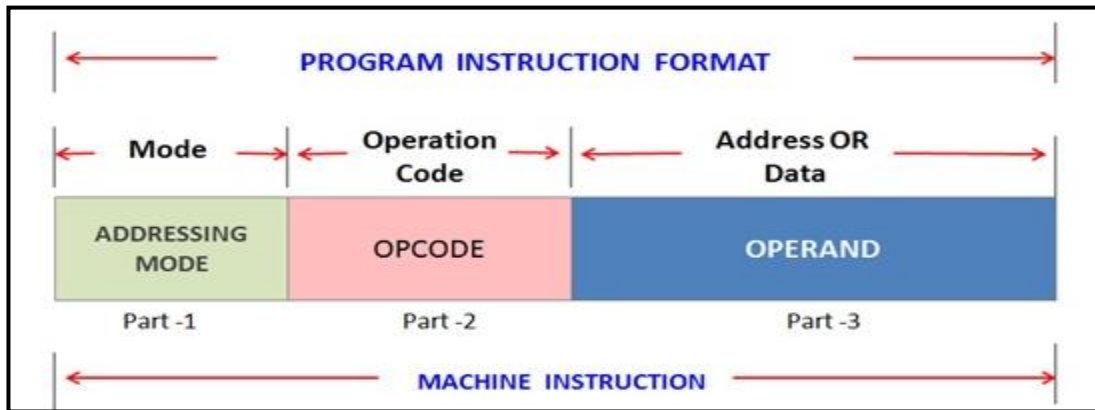 PROGRAM INSTRUCTION FORMAT
Mode
Operation
Code
Address OR
Data
ADDRESSING
MODE
OPCODE
OPERAND
Part -1
Part -2
Part -3
MACHINE INSTRUCTION